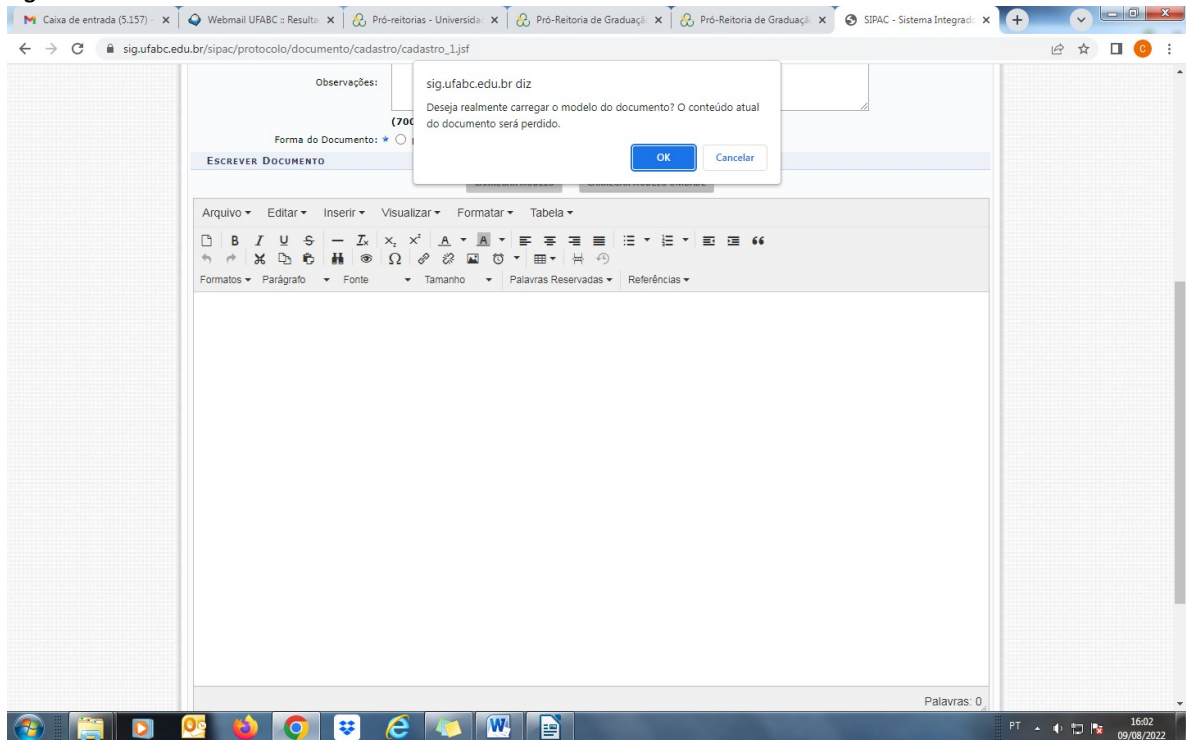 Caixa de entrada (5.157) -
Webmail UFABC :: Resulta
Pró-reitorias - Universidad
Pró-Reitoria de Graduaçã
Pró-Reitoria de Graduaçã
SIPAC - Sistema Integrado
sig.ufabc.edu.br/sipac/protocolo/documento/cadastro/cadastro_1.jsf
C
Observações:
(700
Forma do Documento: *
sig.ufabc.edu.br diz
Deseja realmente carregar o modelo do documento? O conteúdo atual
do documento será perdido.
OK Cancelar
ESCREVER DOCUMENTO
Arquivo Editar Inserir Visualizar Formatar Tabela
Formatos Parágrafo Fonte Tamanho Palavras Reservadas Referências
Palavras: 0
PT 16:02
09/08/2022